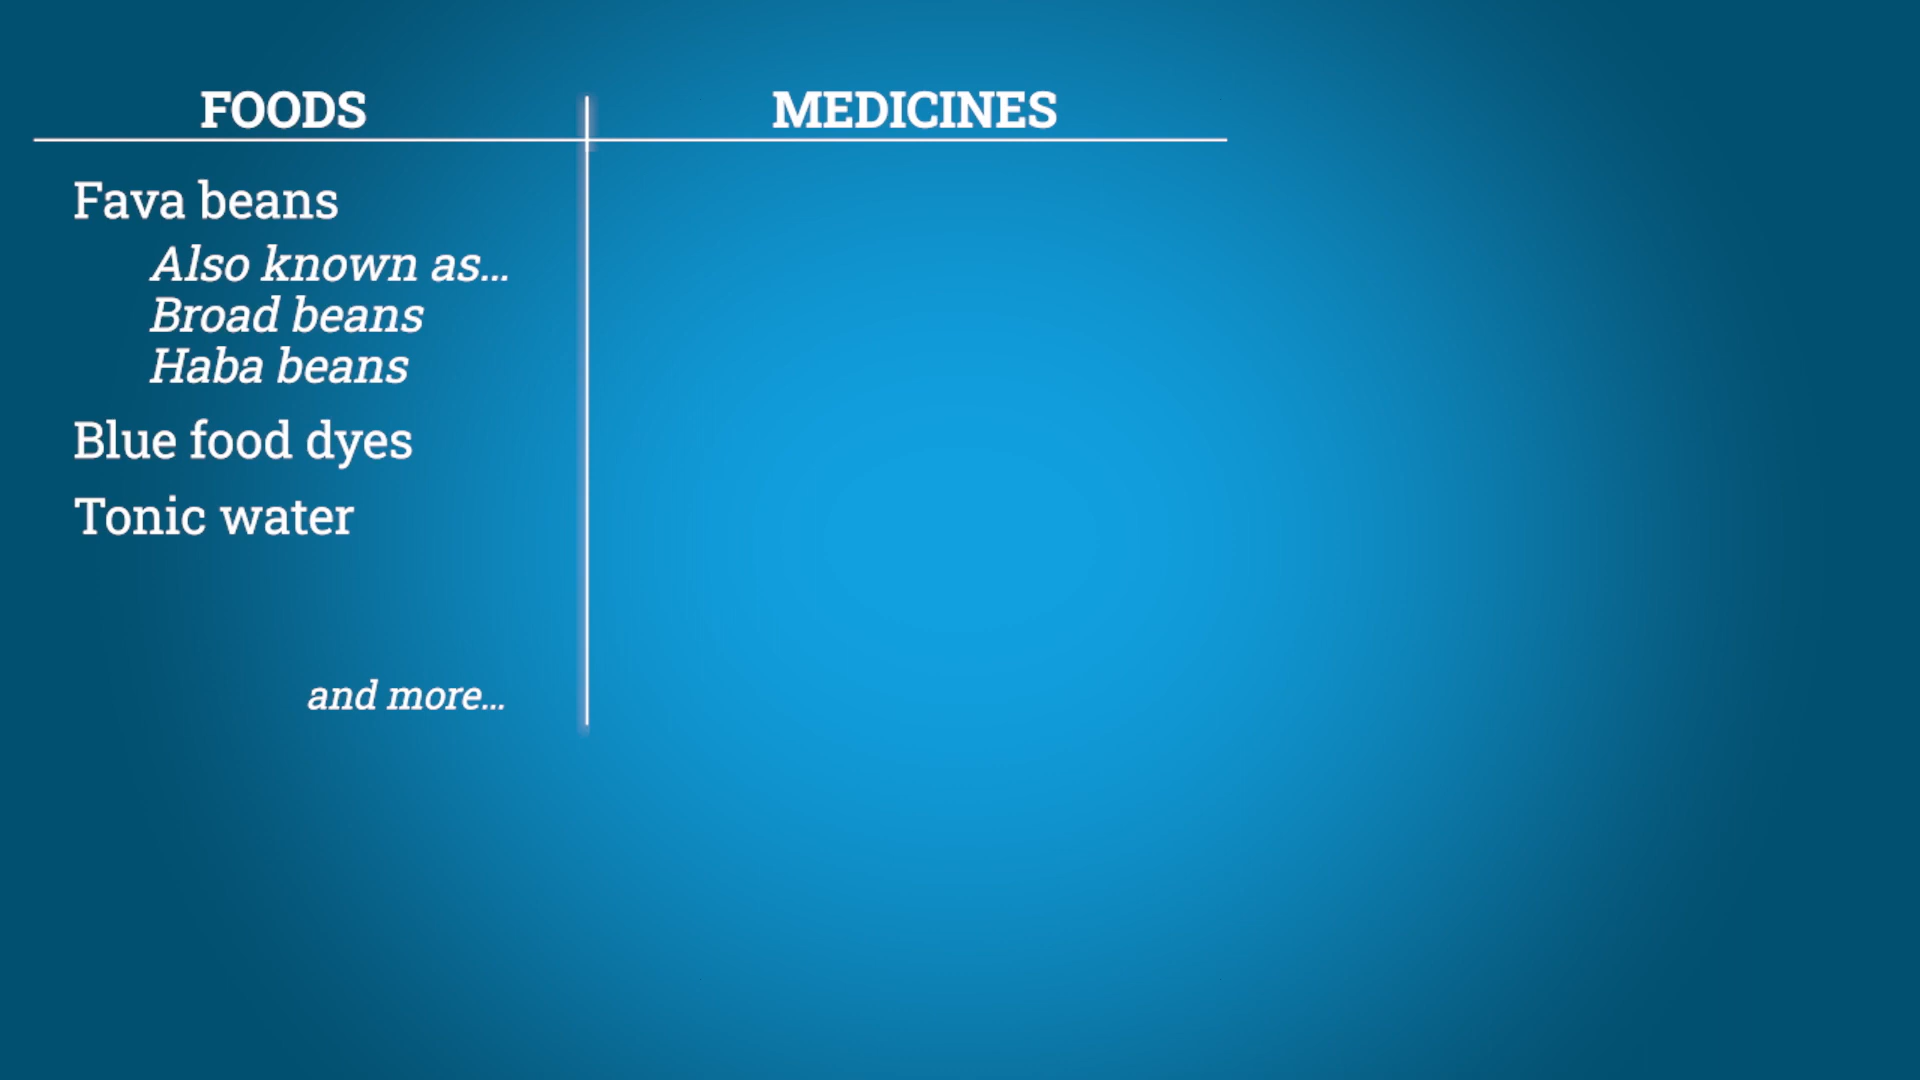 FOODS
MEDICINES
Fava beans
Also known as...
Broad beans
Haba beans
Blue food dyes
Tonic water
and more...